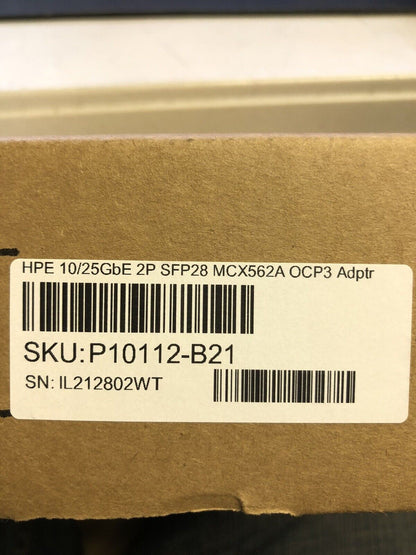 HPE 10/25GbE 2P SFP28 MCX562A OCP3 Adptr
SKU:P10112-B21
SN: IL212802WT